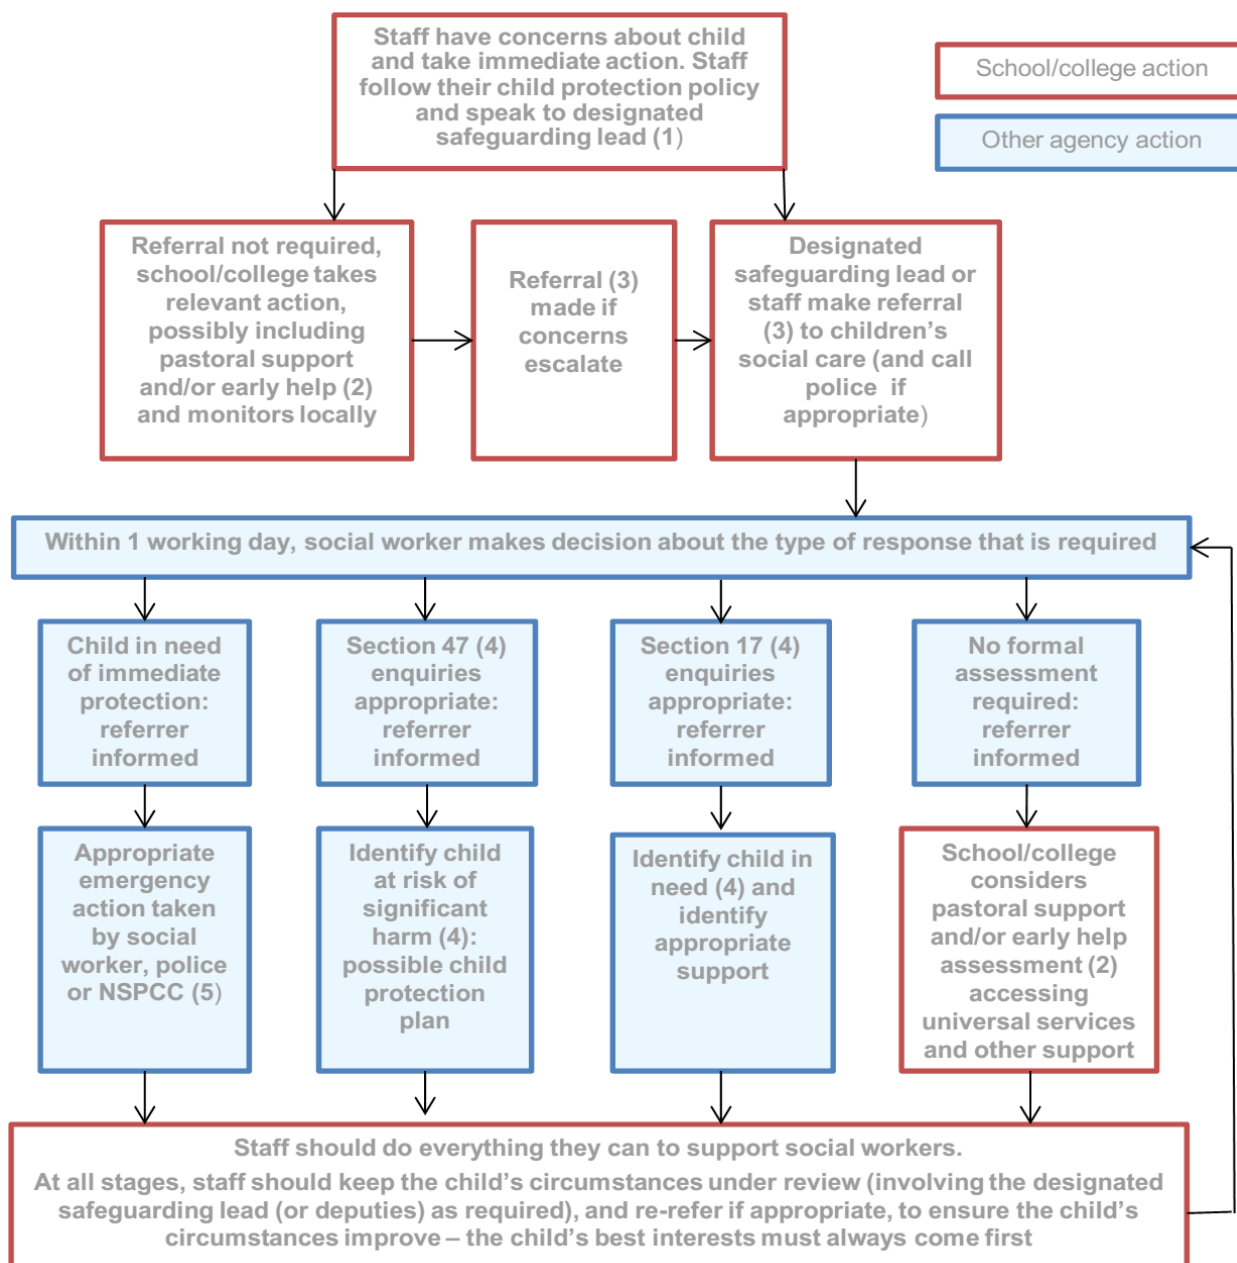 Staff have concerns about child
and take immediate action. Staff
follow their child protection policy
and speak to designated
safeguarding lead (1)
School/college action
Other agency action
Referral not required,
school/college takes
relevant action,
possibly including
pastoral support
and/or early help (2)
and monitors locally
Referral (3)
made if
concerns
escalate
Designated
safeguarding lead or
staff make referral
(3) to children’s
social care (and call
police if
appropriate)
Within 1 working day, social worker makes decision about the type of response that is required
Child in need
of immediate
protection:
referrer
informed
Section 47 (4)
enquiries
appropriate:
referrer
informed
Section 17 (4)
enquiries
appropriate:
referrer
informed
No formal
assessment
required:
referrer
informed
Appropriate
emergency
action taken
by social
worker, police
or NSPCC (5)
Identify child
at risk of
significant
harm (4):
possible child
protection
plan
Identify child in
need (4) and
identify
appropriate
support
School/college
considers
pastoral support
and/or early help
assessment (2)
accessing
universal services
and other support
Staff should do everything they can to support social workers.
At all stages, staff should keep the child’s circumstances under review (involving the designated
safeguarding lead (or deputies) as required), and re-refer if appropriate, to ensure the child’s
circumstances improve – the child’s best interests must always come first